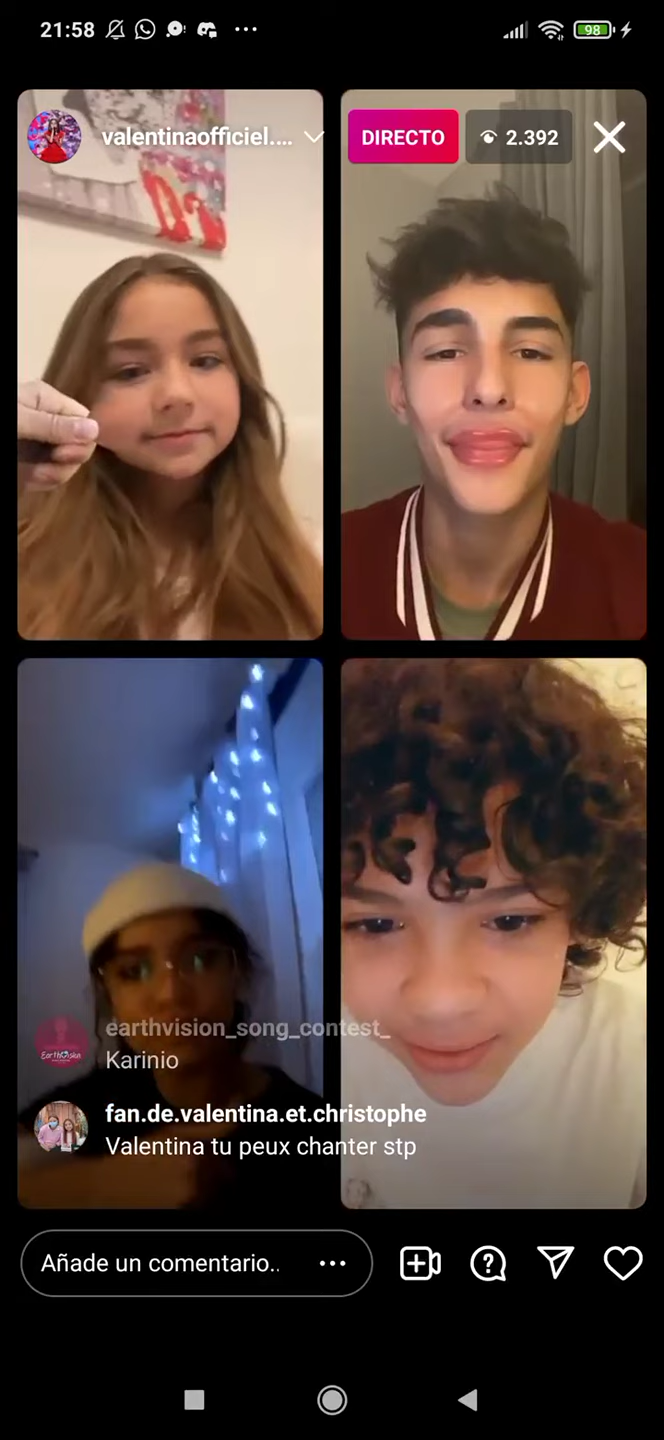 21:58
98
valentinaofficiel....
DIRECTO
2.392
earthvision_song_contest_
Karinio
fan.de.valentina.et.christophe
Valentina tu peux chanter stp
Añade un comentario..